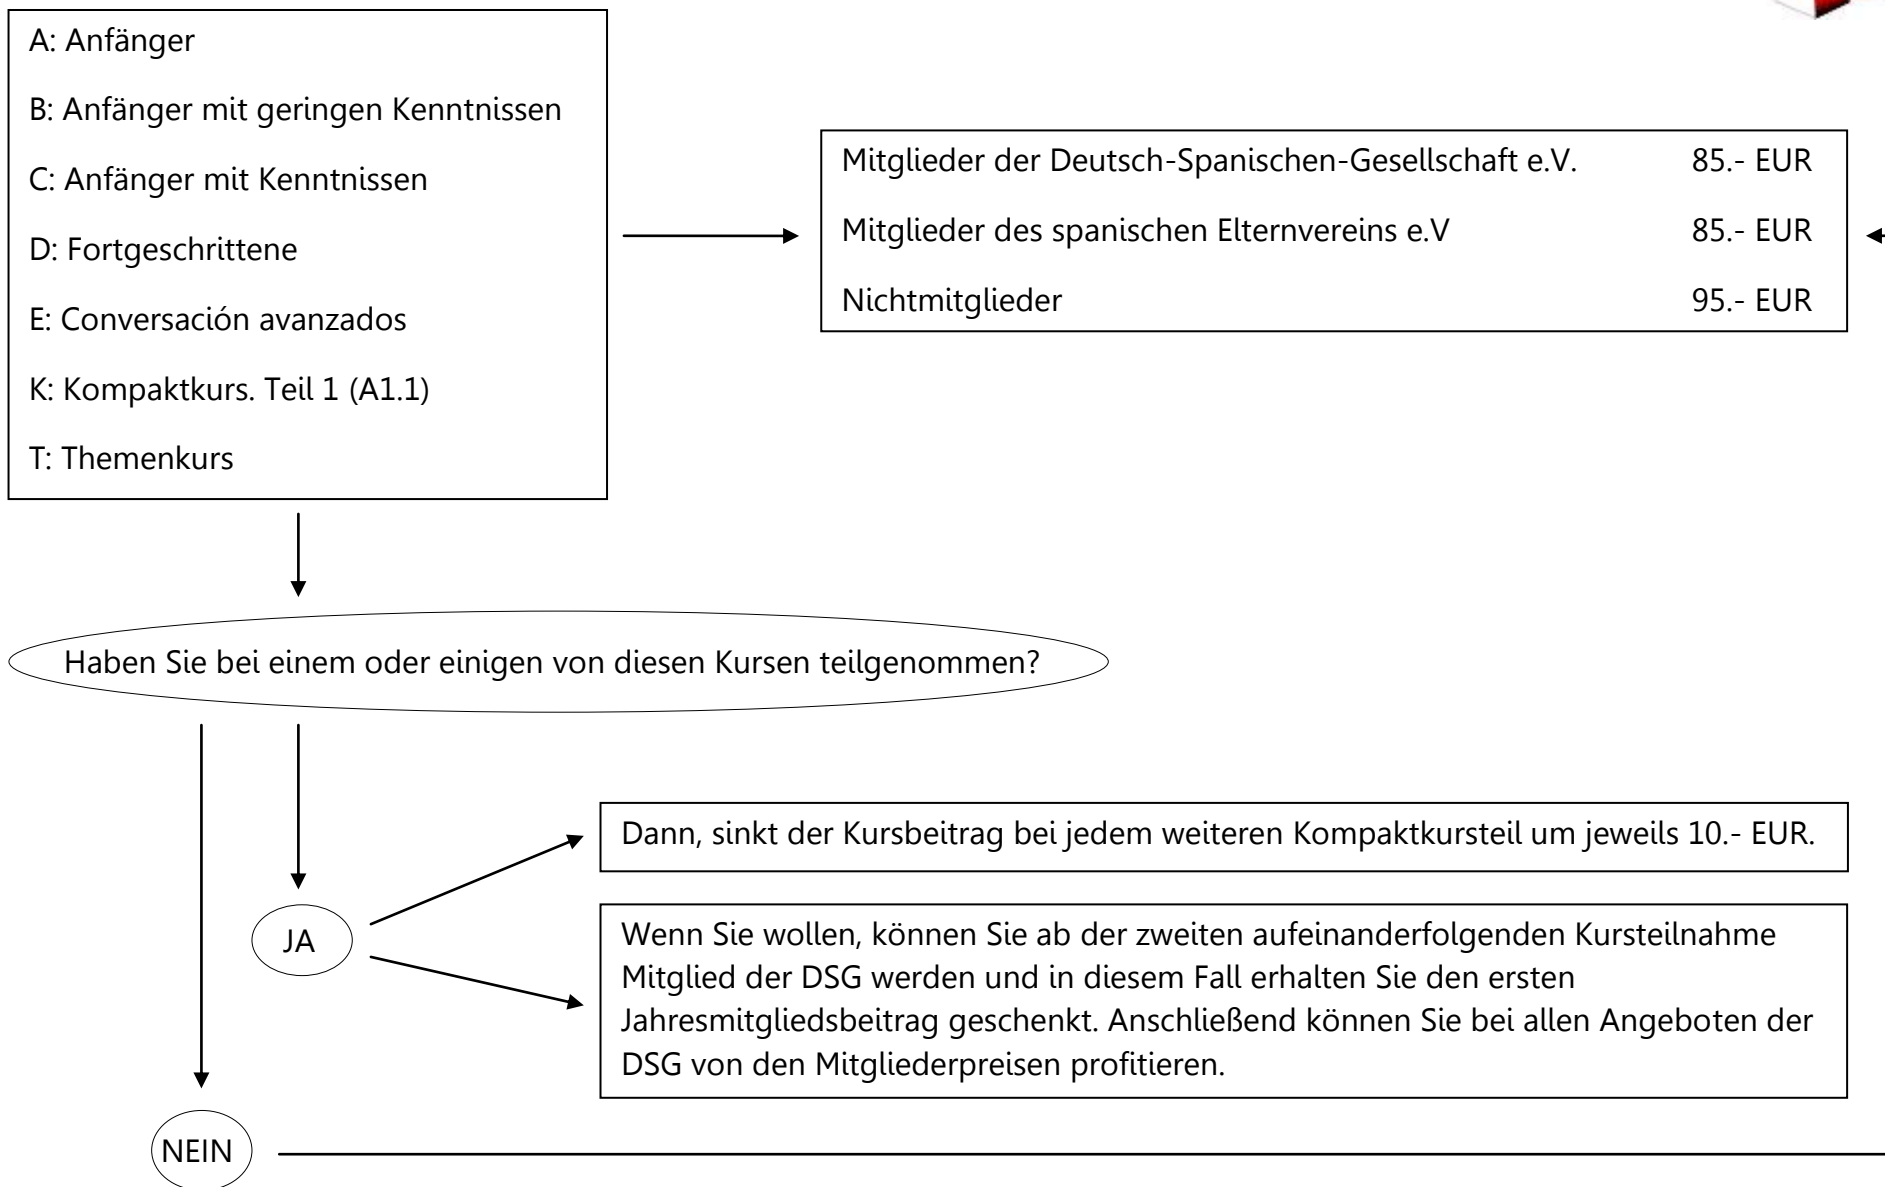 A: Anfänger
B: Anfänger mit geringen Kenntnissen
C: Anfänger mit Kenntnissen
D: Fortgeschrittene
E: Conversación avanzados
K: Kompaktkurs. Teil 1 (A1.1)
T: Themenkurs
Mitglieder der Deutsch-Spanischen-Gesellschaft e.V. 85.- EUR
Mitglieder des spanischen Elternvereins e.V 85.- EUR
Nichtmitglieder 95.- EUR
Haben Sie bei einem oder einigen von diesen Kursen teilgenommen?
JA
Dann, sinkt der Kursbeitrag bei jedem weiteren Kompaktkursteil um jeweils 10.- EUR.
Wenn Sie wollen, können Sie ab der zweiten aufeinanderfolgenden Kursteilnahme
Mitglied der DSG werden und in diesem Fall erhalten Sie den ersten
Jahresmitgliedsbeitrag geschenkt. Anschließend können Sie bei allen Angeboten der
DSG von den Mitgliederpreisen profitieren.
NEIN